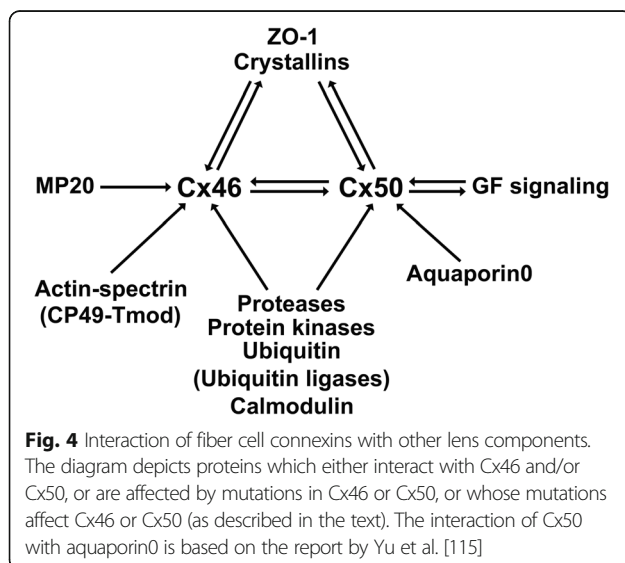 ZO-1
Crystallins
MP20
Cx46
Cx50
GF signaling
Actin-spectrin
(CP49-Tmod)
Aquaporin0
Proteases
Protein kinases
Ubiquitin
(Ubiquitin ligases)
Calmodulin
Fig. 4 Interaction of fiber cell connexins with other lens components.
The diagram depicts proteins which either interact with Cx46 and/or
Cx50, or are affected by mutations in Cx46 or Cx50, or whose mutations
affect Cx46 or Cx50 (as described in the text). The interaction of Cx50
with aquaporin0 is based on the report by Yu et al. [115]